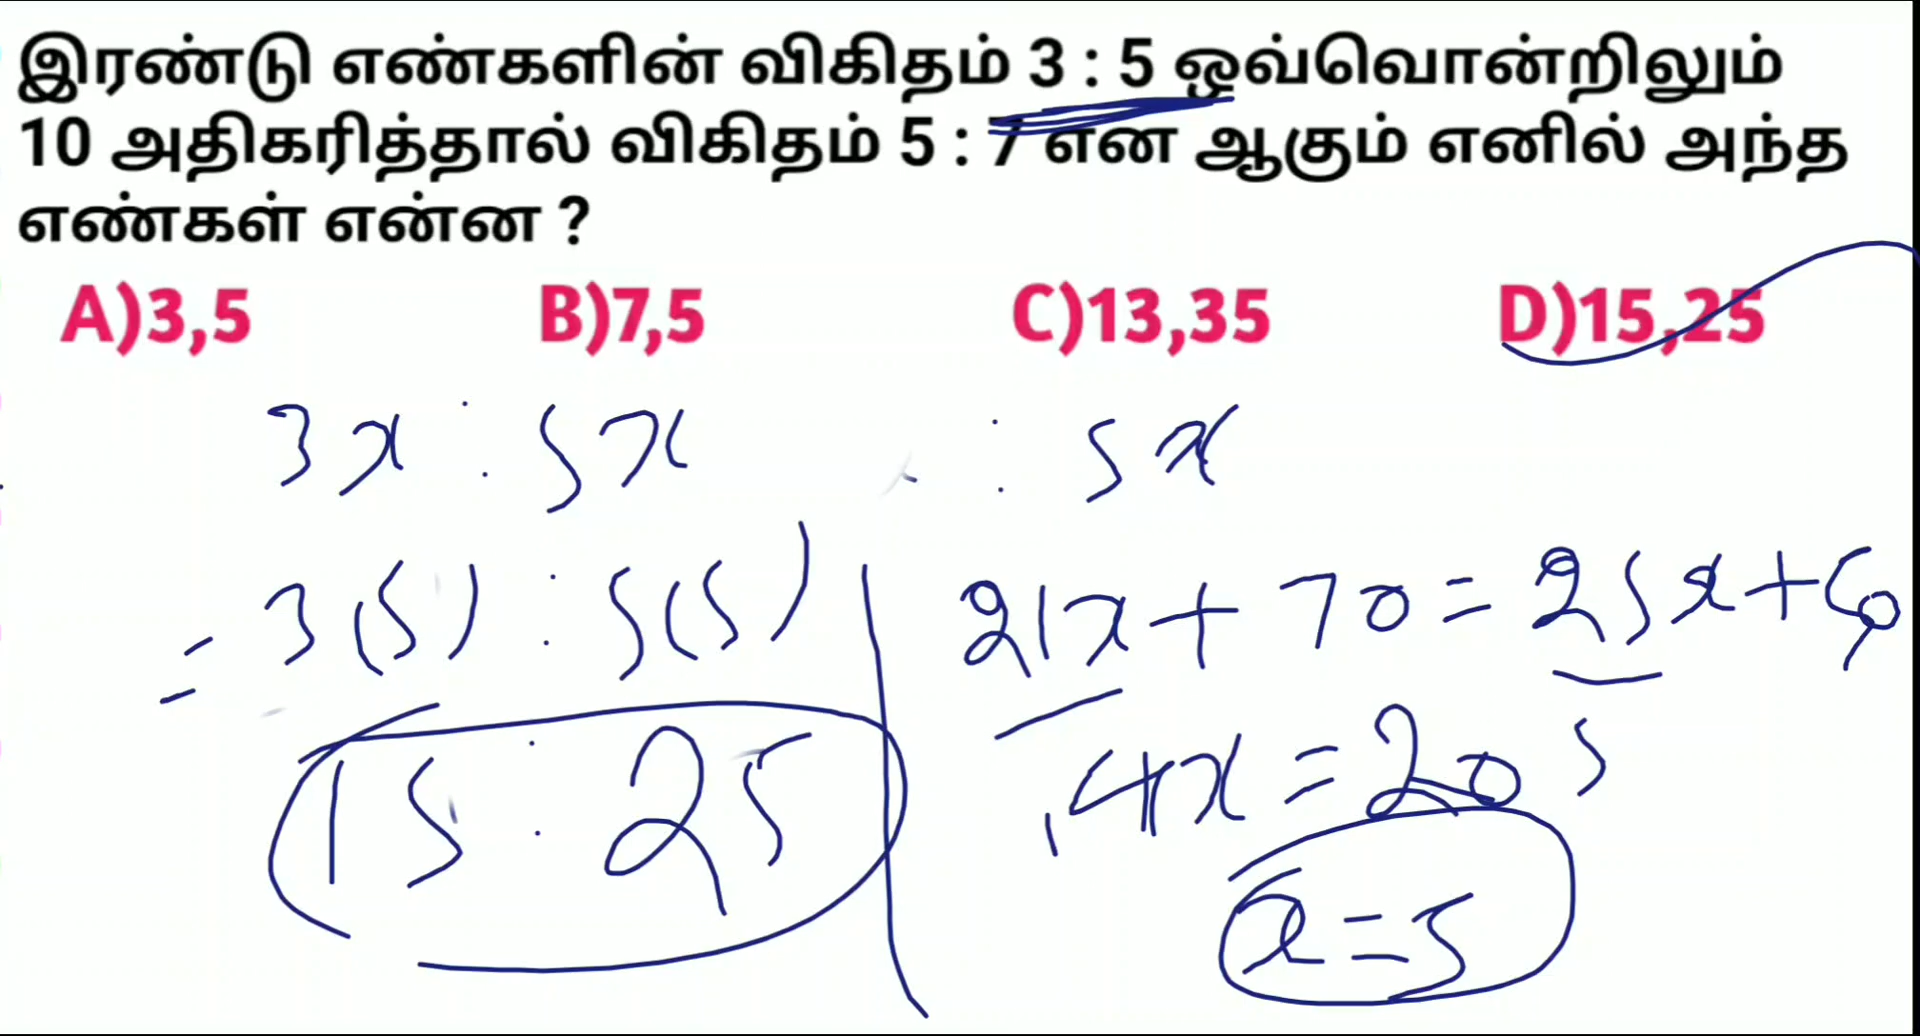 இரண்டு எண்களின் விகிதம் 3 : 5 ஒவ்வொன்றிலும்
10 அதிகரித்தால் விகிதம் 5 : 7 என ஆகும் எனில் அந்த
எண்கள் என்ன ?
A)3,5 B)7,5 C)13,35 D)15,25
3x : 5x : 5x
= 3(5) : 5(5) 21x + 70 = 25x + 50
15 : 25 4x = 20 5
x = 5